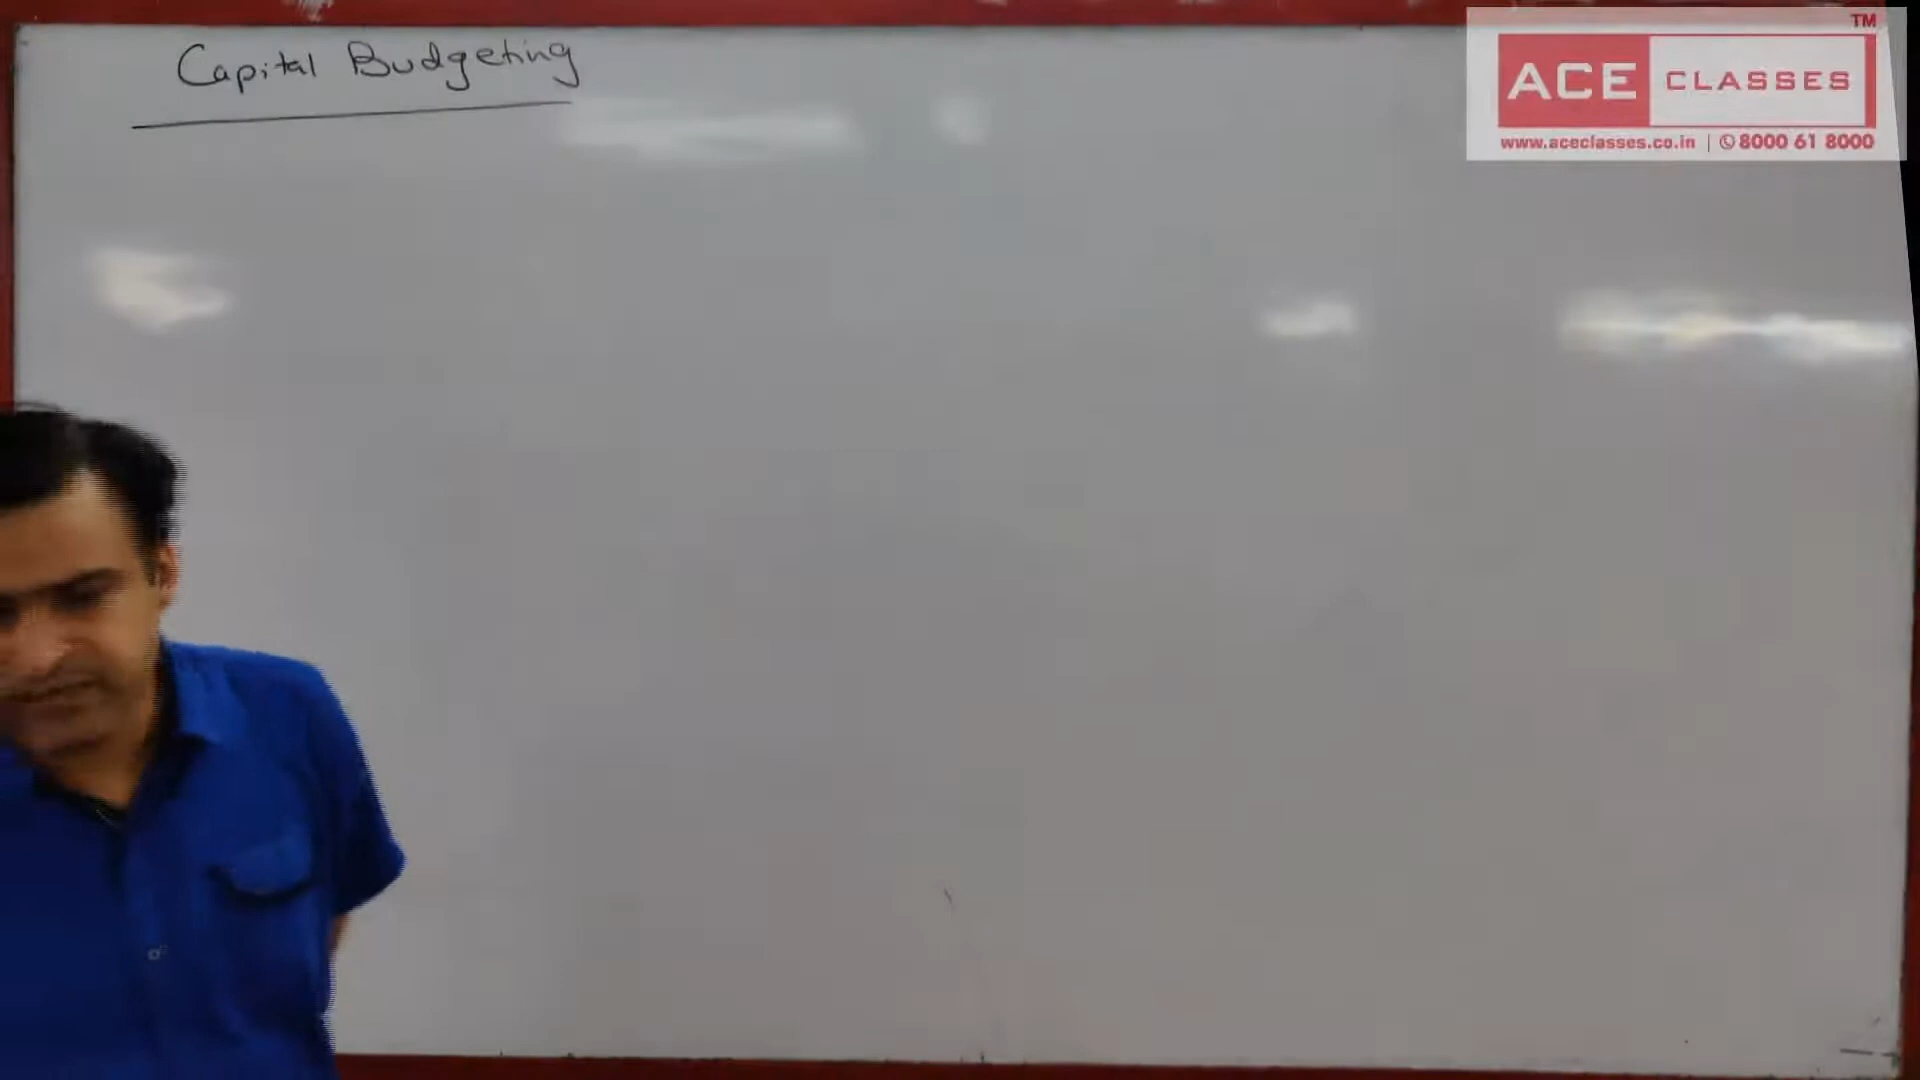 Capital Budgeting
TM
ACE CLASSES
www.aceclasses.co.in | 8000 61 8000